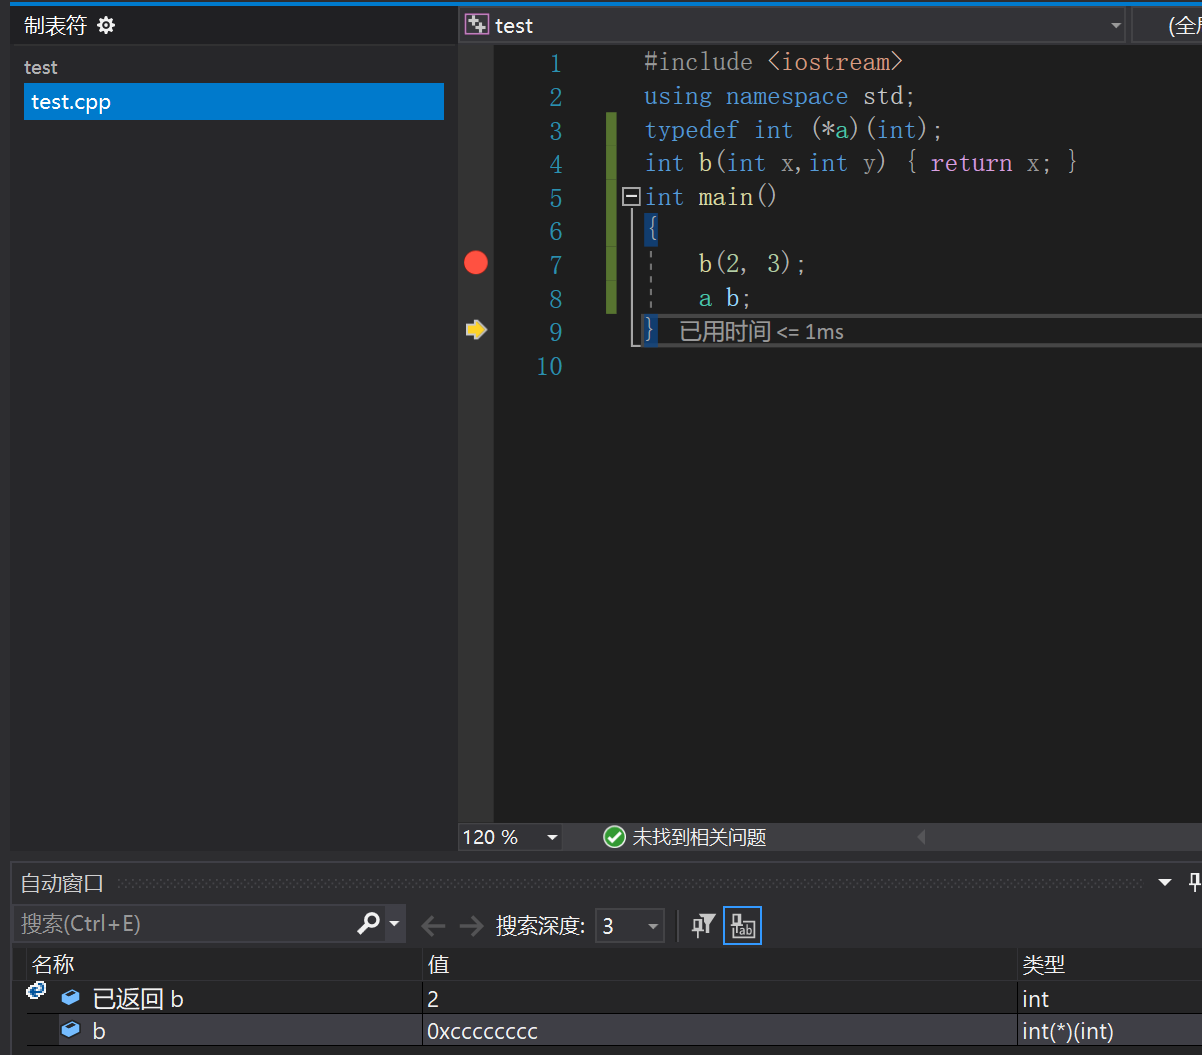 制表符
test
test.cpp
test
(全局
1 #include <iostream>
2 using namespace std;
3 typedef int (*a)(int);
4 int b(int x,int y) { return x; }
5 int main()
6 {
7 b(2, 3);
8 a b;
9 } 已用时间 <= 1ms
10
120 %
未找到相关问题
自动窗口
搜索(Ctrl+E)
搜索深度: 3
名称 值 类型
已返回 b 2 int
b 0xcccccccc int(*)(int)